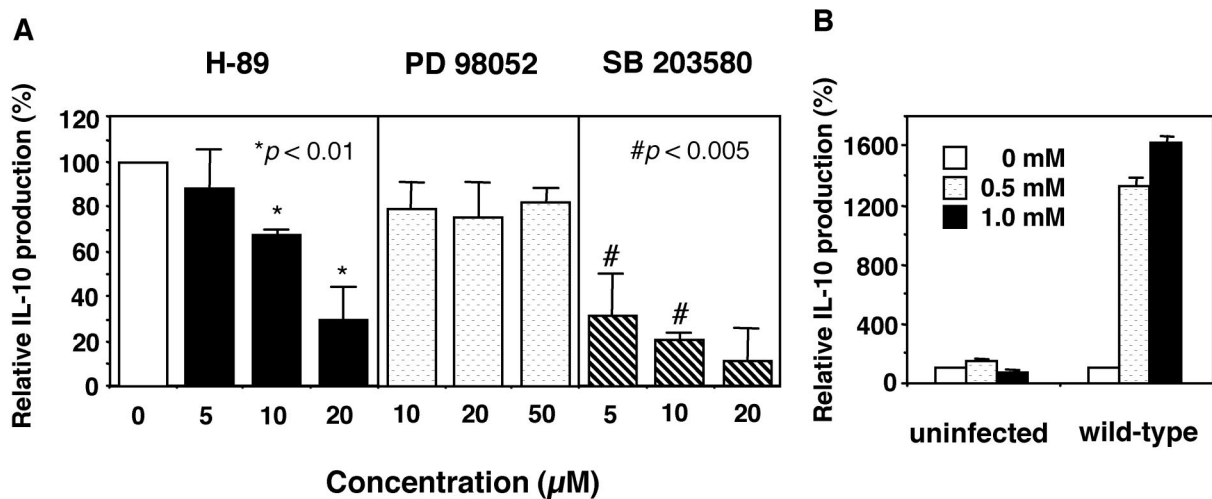 A
H-89 PD 98052 SB 203580
Relative IL-10 production (%)
120
100
80
60
40
20
0
*p < 0.01
#p < 0.005
*
*
#
#
0 5 10 20 10 20 50 5 10 20
Concentration (µM)
B
Relative IL-10 production (%)
1600
1200
800
400
0
0 mM
0.5 mM
1.0 mM
uninfected wild-type